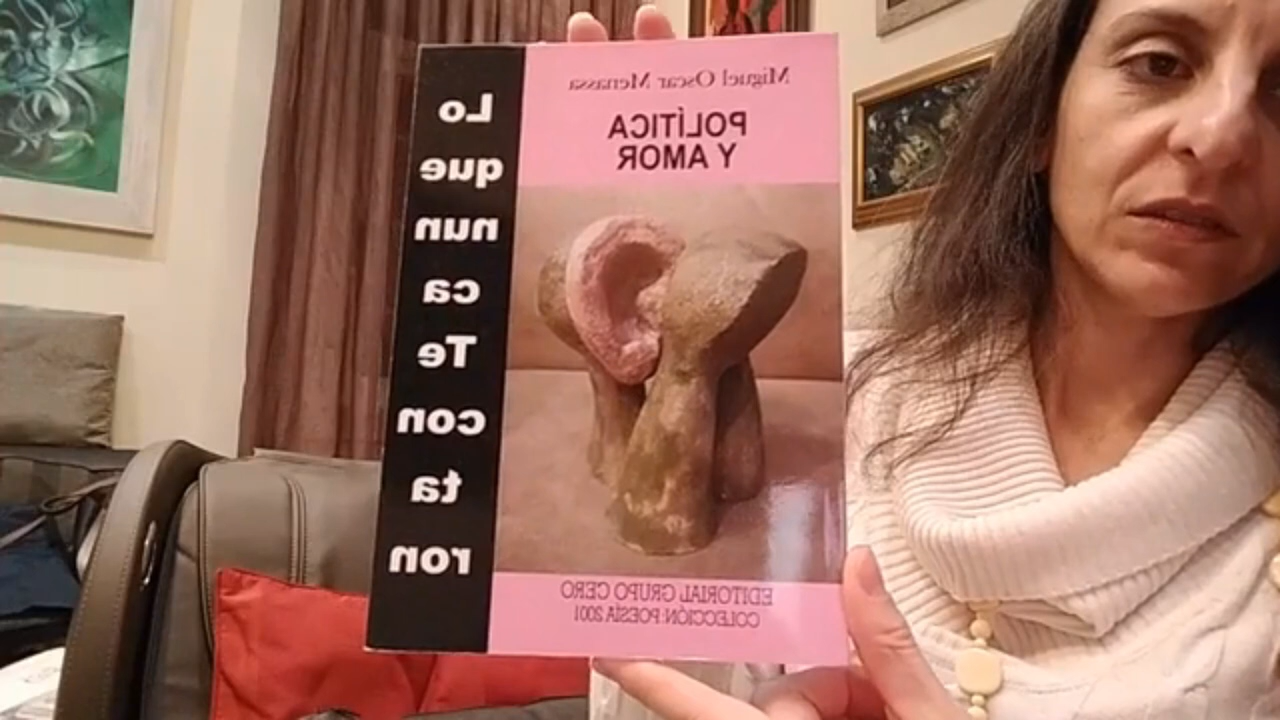 Miguel Oscar Menassa
POLÍTICA
Y AMOR
Lo
que
nun
ca
Te
con
ta
ron
EDITORIAL GRUPO CERO
COLECCIÓN: POESÍA 2001